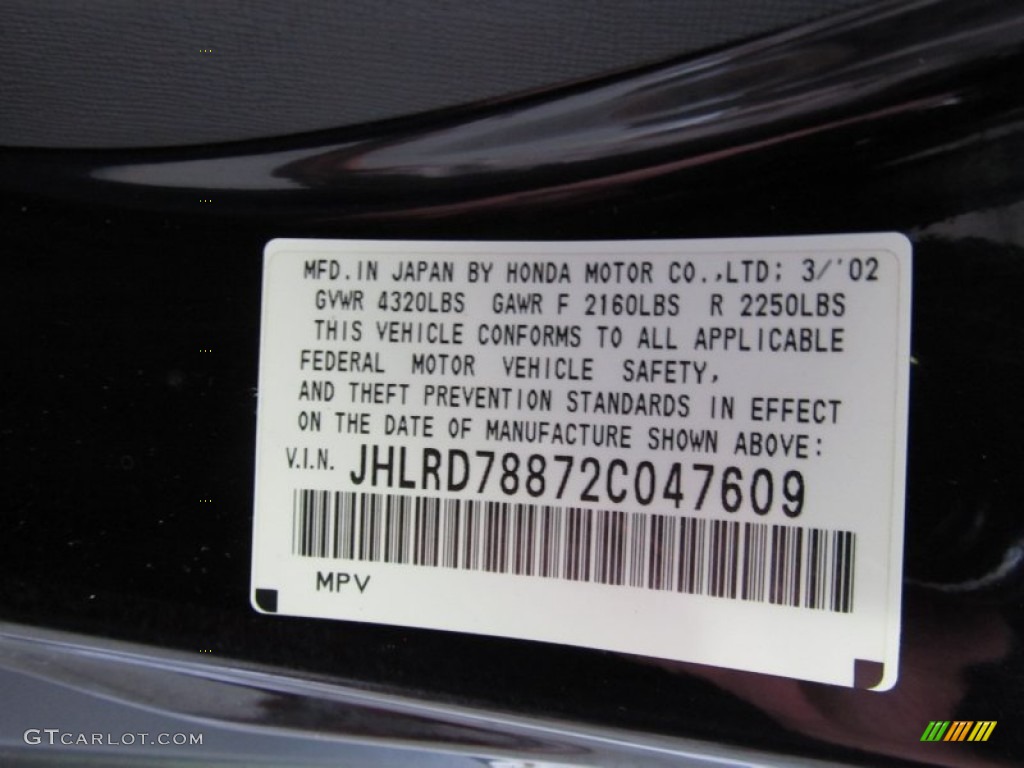 MFD. IN JAPAN BY HONDA MOTOR CO.,LTD: 3/'02
GVWR 4320LBS GAWR F 2160LBS R 2250LBS
THIS VEHICLE CONFORMS TO ALL APPLICABLE
FEDERAL MOTOR VEHICLE SAFETY,
AND THEFT PREVENTION STANDARDS IN EFFECT
ON THE DATE OF MANUFACTURE SHOWN ABOVE:
V.I.N. JHLRD78872C047609
MPV
GTCARLOT.COM